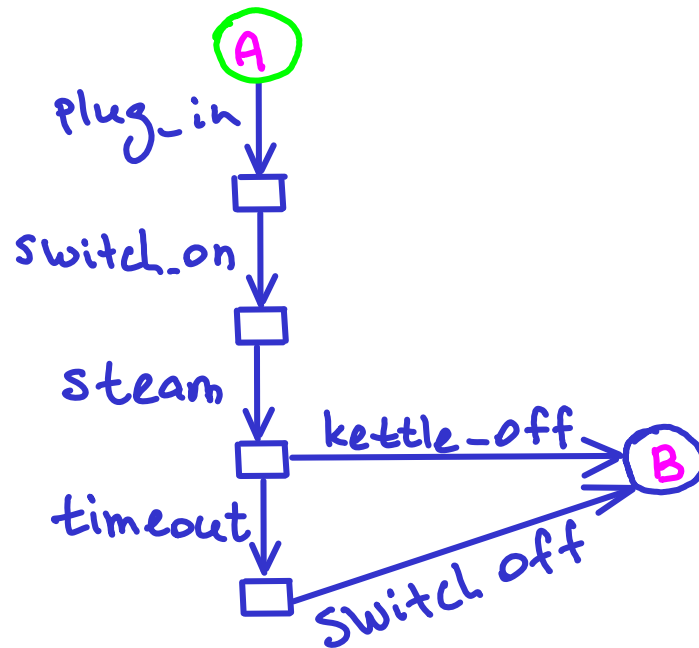 A
plug_in
switch_on
steam
kettle_off
B
timeout
switch off